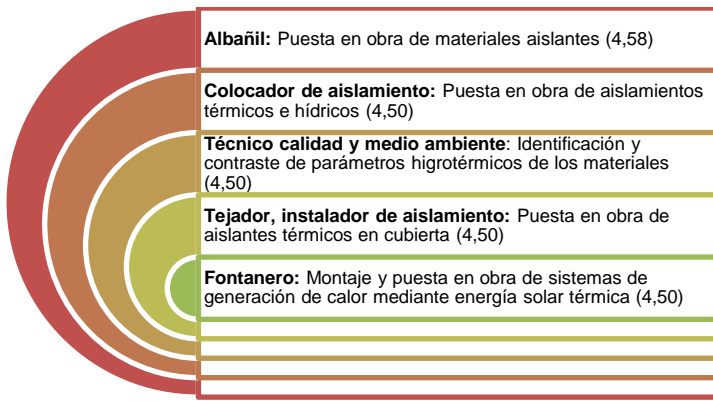 Albañil: Puesta en obra de materiales aislantes (4,58)
Colocador de aislamiento: Puesta en obra de aislamientos
térmicos e hídricos (4,50)
Técnico calidad y medio ambiente: Identificación y
contraste de parámetros higrotérmicos de los materiales
(4,50)
Tejador, instalador de aislamiento: Puesta en obra de
aislantes térmicos en cubierta (4,50)
Fontanero: Montaje y puesta en obra de sistemas de
generación de calor mediante energía solar térmica (4,50)